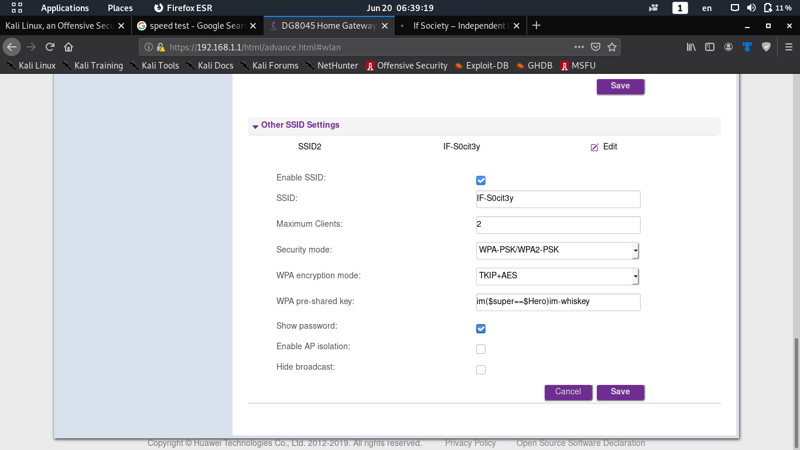 Applications Places Firefox ESR Jun 20 06:39:19 1 en 11 %
Kali Linux, an Offensive Secu speed test - Google Sear DG8045 Home Gateway If Society – Independent
https://192.168.1.1/html/advance.html#wlan
Kali Linux Kali Training Kali Tools Kali Docs Kali Forums NetHunter Offensive Security Exploit-DB GHDB MSFU
Save
Other SSID Settings
SSID2 IF-S0cit3y Edit
Enable SSID:
SSID: IF-S0cit3y
Maximum Clients: 2
Security mode: WPA-PSK/WPA2-PSK
WPA encryption mode: TKIP+AES
WPA pre-shared key: im($super==$Hero)im-whiskey
Show password:
Enable AP isolation:
Hide broadcast:
Cancel Save
Copyright © Huawei Technologies Co., Ltd. 2012-2019. All rights reserved. Privacy Policy Open Source Software Declaration